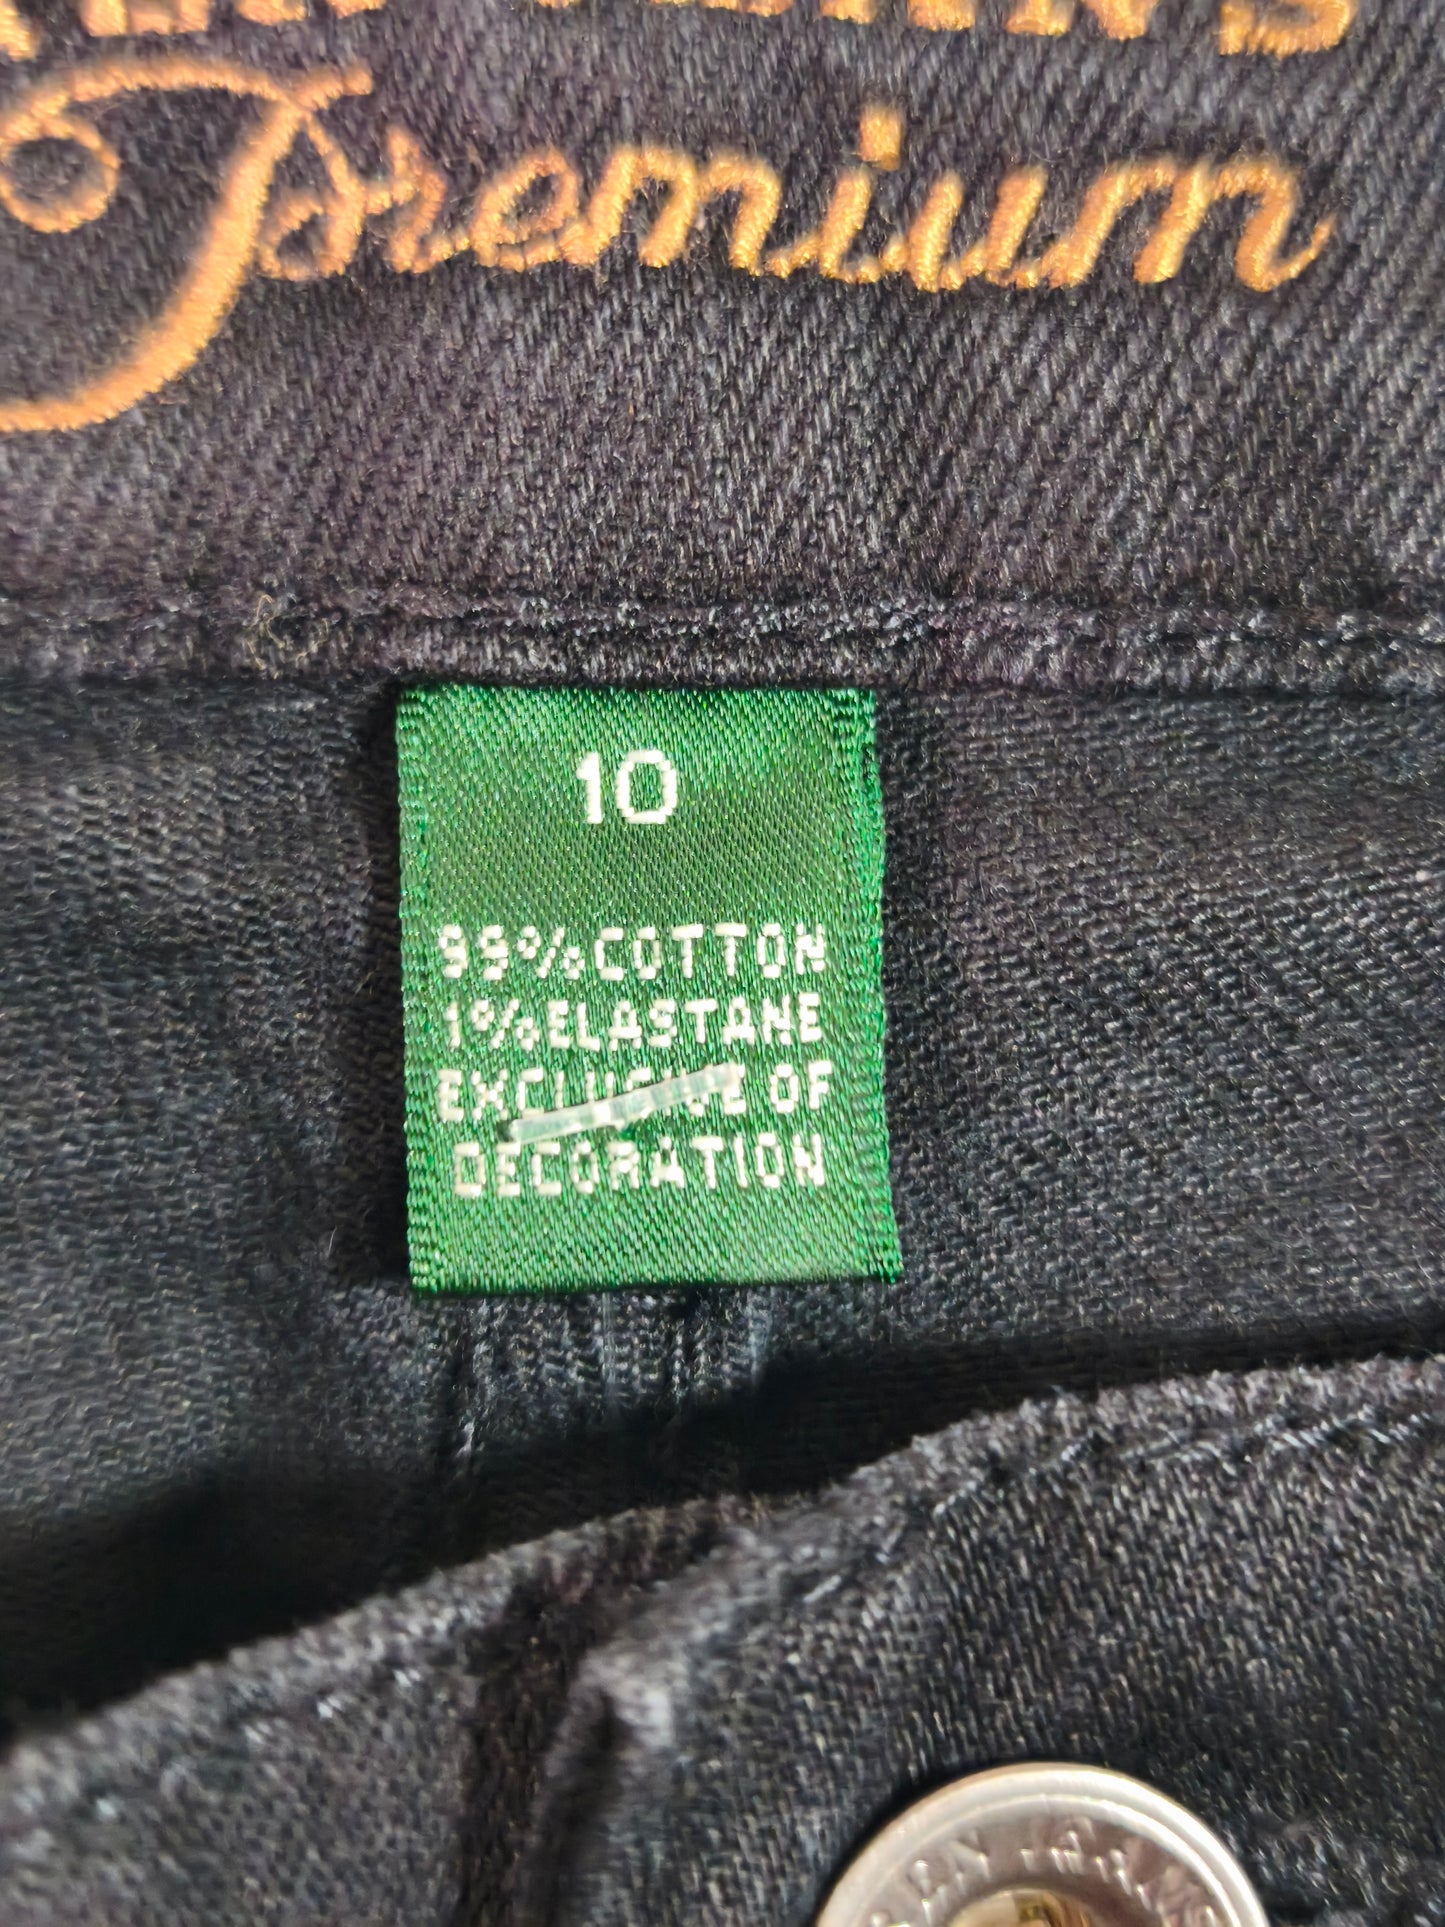 Premium
10
99% COTTON
1% ELASTANE
EXCLUSIVE OF
DECORATION